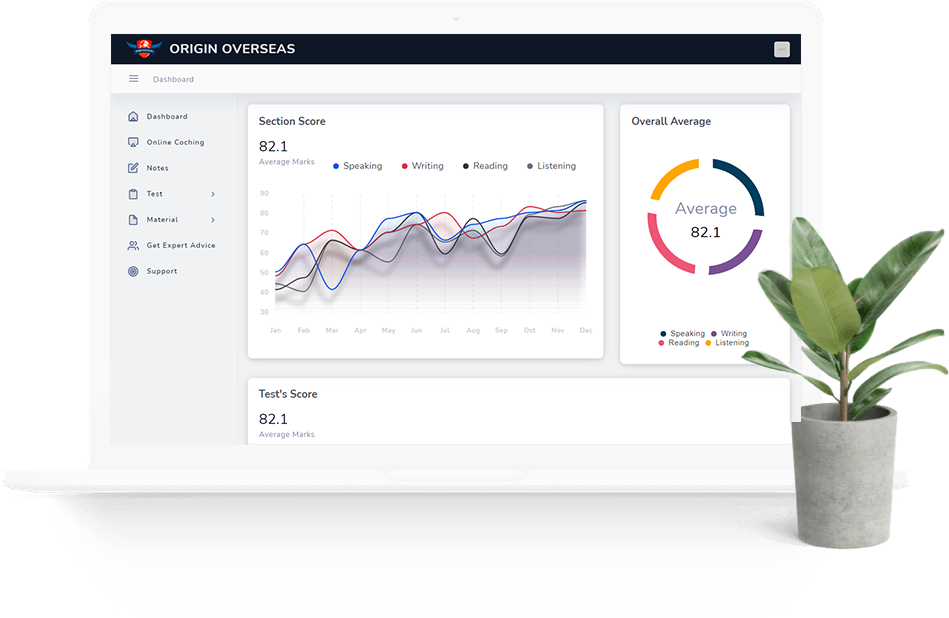 ORIGIN OVERSEAS
Dashboard
Dashboard
Online Coching
Notes
Test
Material
Get Expert Advice
Support
Section Score
82.1
Average Marks
Speaking Writing Reading Listening
90
80
70
60
50
40
30
Jan Feb Mar Apr May Jun Jul Aug Sep Oct Nov Dec
Overall Average
Average
82.1
Speaking Writing
Reading Listening
Test's Score
82.1
Average Marks